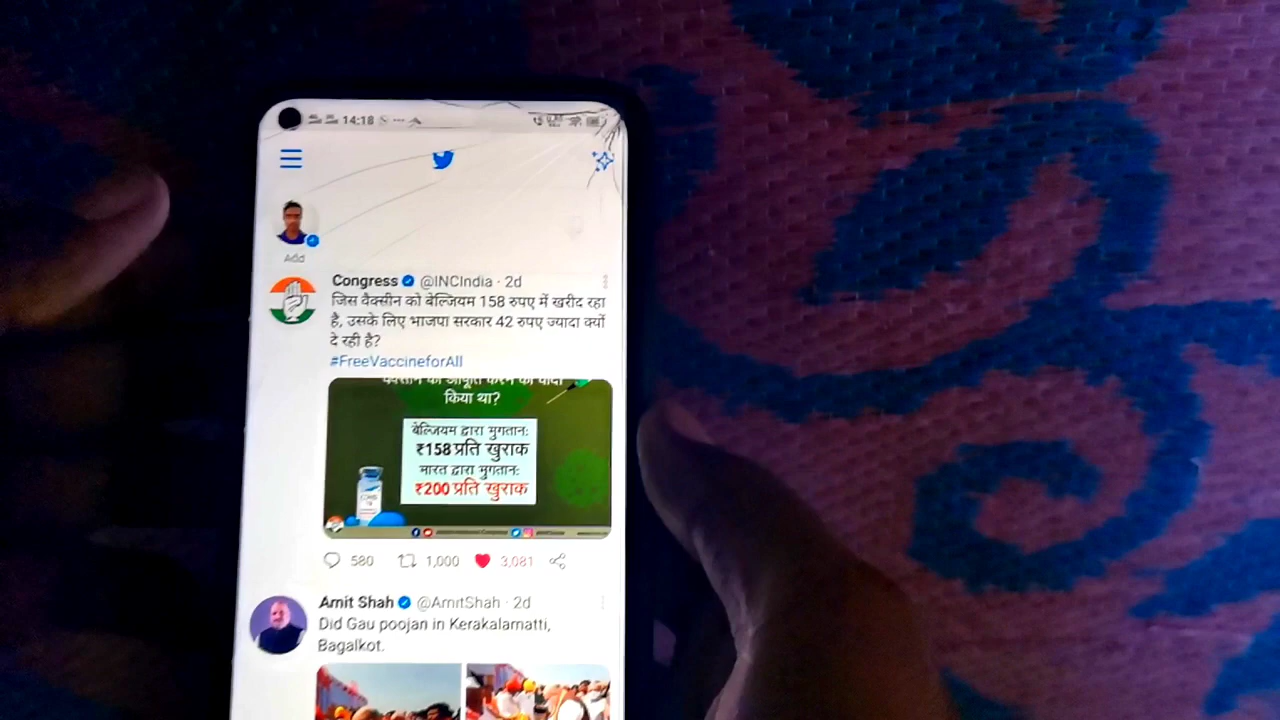 14:18
Add
Congress @INCIndia · 2d
जिस वैक्सीन को बेल्जियम 158 रुपए में खरीद रहा
है, उसके लिए भाजपा सरकार 42 रुपए ज्यादा क्यों
दे रही है?
#FreeVaccineforAll
वैक्सीन की आपूर्ति करने का वादा
किया था?
बेल्जियम द्वारा भुगतान:
₹158 प्रति खुराक
भारत द्वारा भुगतान:
₹200 प्रति खुराक
580 1,000 3,081
Amit Shah @AmitShah · 2d
Did Gau poojan in Kerakalamatti,
Bagalkot.